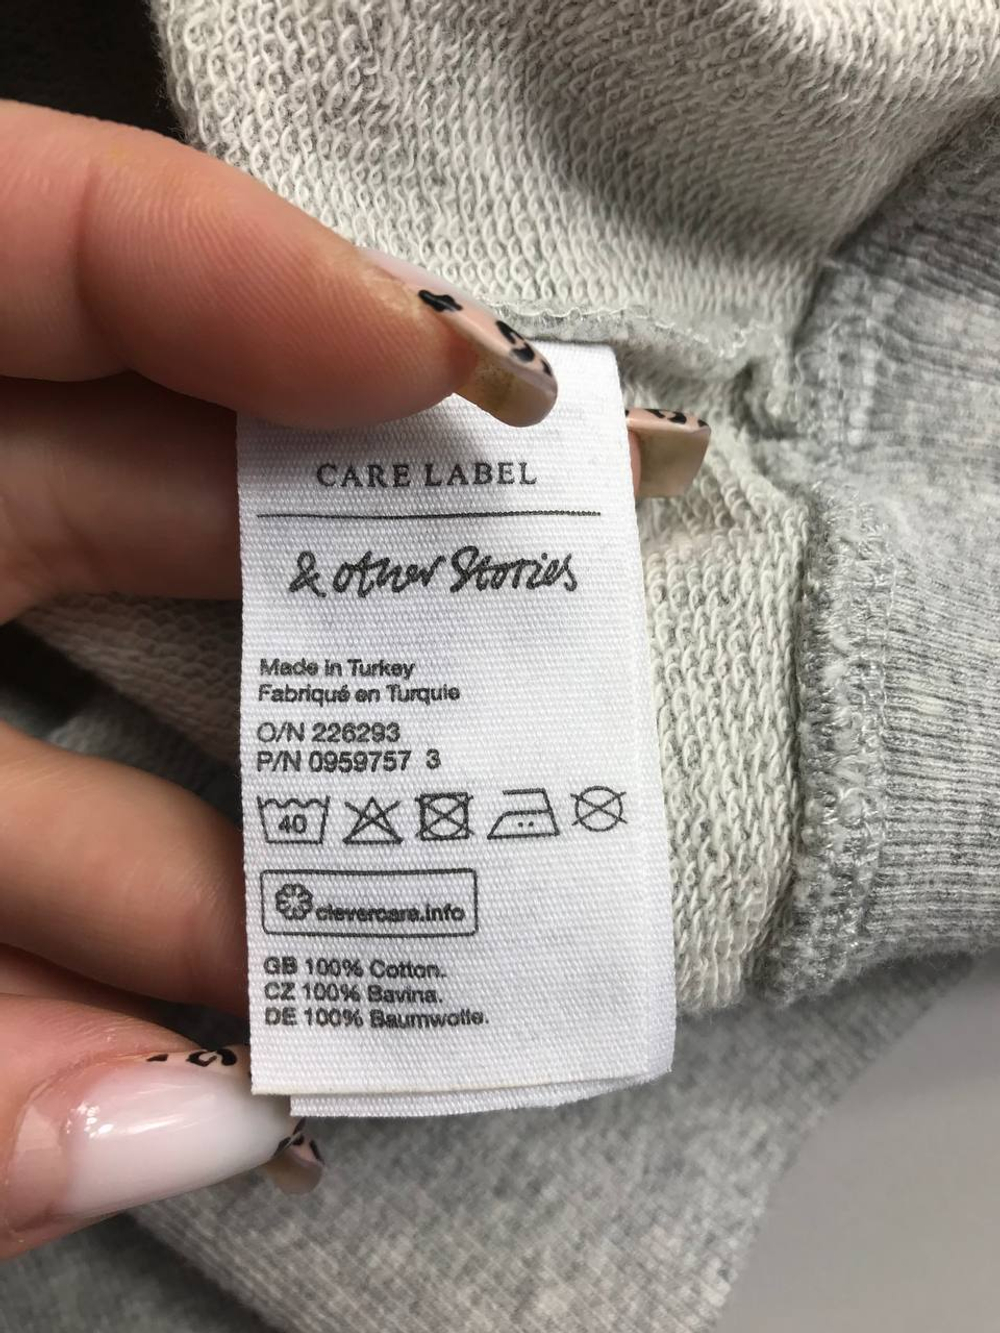 CARE LABEL
& other Stories
Made in Turkey
Fabriqué en Turquie
O/N 226293
P/N 0959757 3
40
clevercare.info
GB 100% Cotton.
CZ 100% Bavlna.
DE 100% Baumwolle.